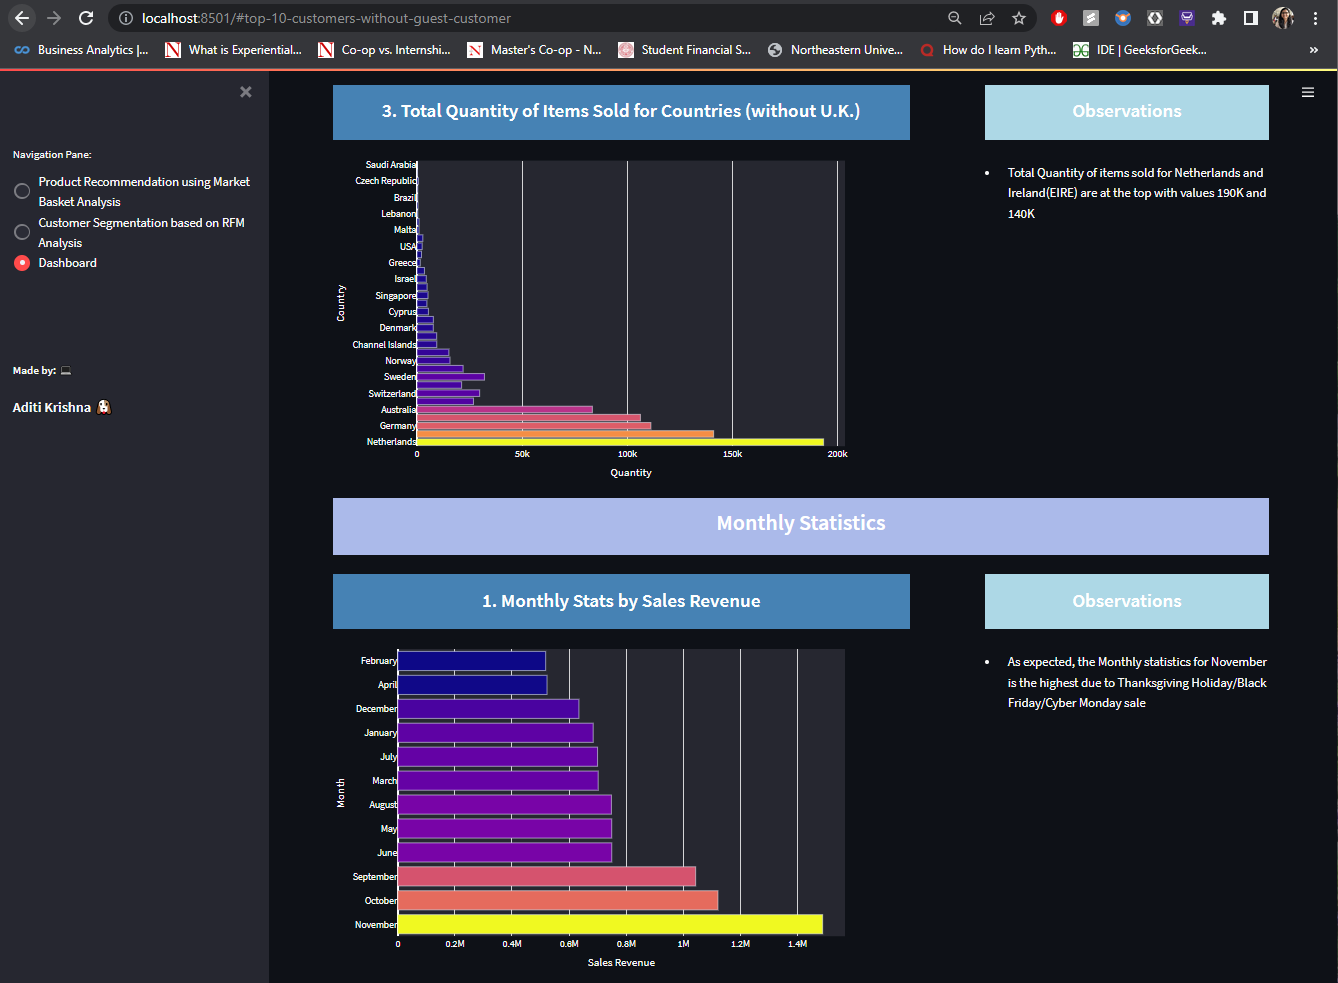 localhost:8501/#top-10-customers-without-guest-customer
Business Analytics |...
What is Experiential...
Co-op vs. Internshi...
Master's Co-op - N...
Student Financial S...
Northeastern Unive...
How do I learn Pyth...
IDE | GeeksforGeek...
»
Navigation Pane:
Product Recommendation using Market
Basket Analysis
Customer Segmentation based on RFM
Analysis
Dashboard
Made by:
Aditi Krishna
3. Total Quantity of Items Sold for Countries (without U.K.)
Country
Saudi Arabia
Czech Republic
Brazil
Lebanon
Malta
USA
Greece
Israel
Singapore
Cyprus
Denmark
Channel Islands
Norway
Sweden
Switzerland
Australia
Germany
Netherlands
0 50k 100k 150k 200k
Quantity
Observations
• Total Quantity of items sold for Netherlands and
Ireland(EIRE) are at the top with values 190K and
140K
Monthly Statistics
1. Monthly Stats by Sales Revenue
Month
February
April
December
January
July
March
August
May
June
September
October
November
0 0.2M 0.4M 0.6M 0.8M 1M 1.2M 1.4M
Sales Revenue
Observations
• As expected, the Monthly statistics for November
is the highest due to Thanksgiving Holiday/Black
Friday/Cyber Monday sale